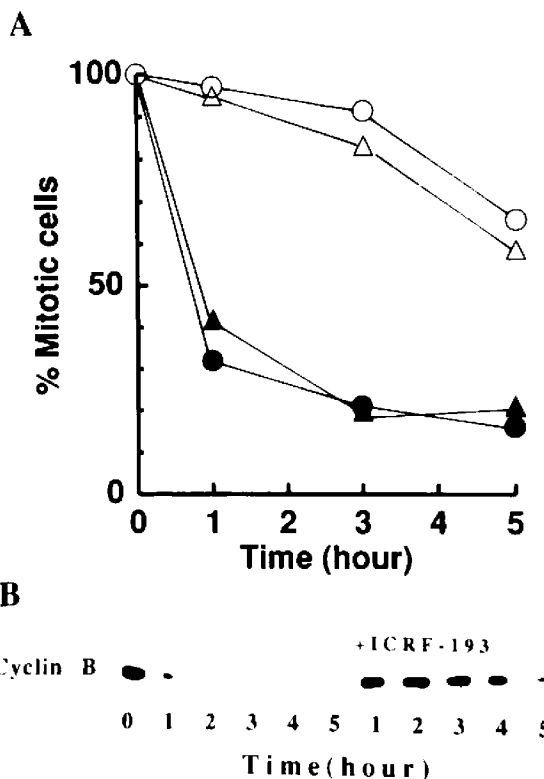 A
100
50
0
% Mitotic cells
0 1 2 3 4 5
Time (hour)
B
+ICRF-193
Cyclin B
0 1 2 3 4 5 1 2 3 4 5
Time(hour)